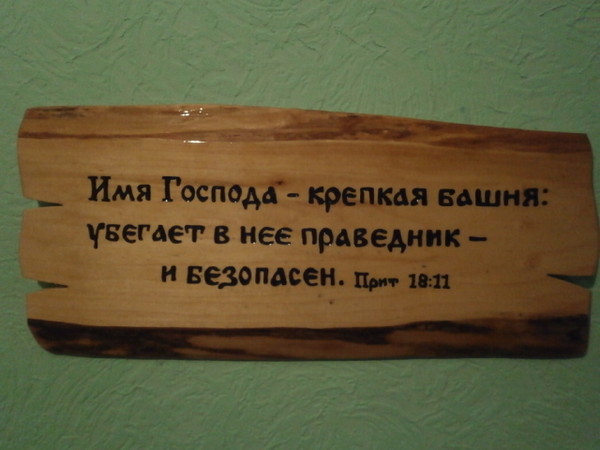 Имя Господа - крепкая башня:
убегает в нее праведник –
и безопасен. Прит 18:11